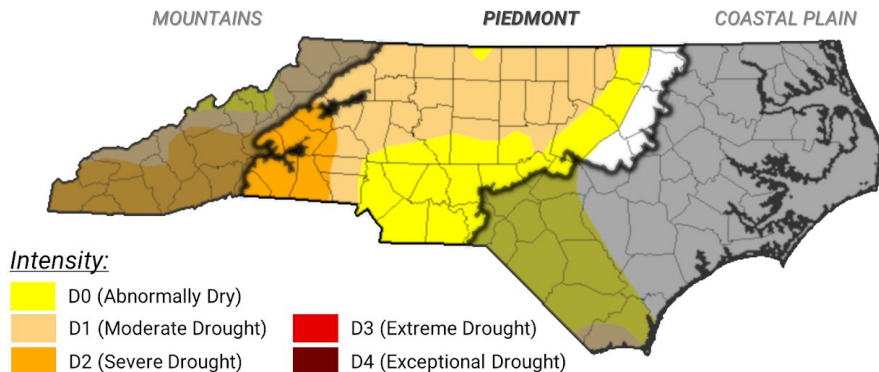 MOUNTAINS
PIEDMONT
COASTAL PLAIN
Intensity:
D0 (Abnormally Dry)
D1 (Moderate Drought)
D2 (Severe Drought)
D3 (Extreme Drought)
D4 (Exceptional Drought)